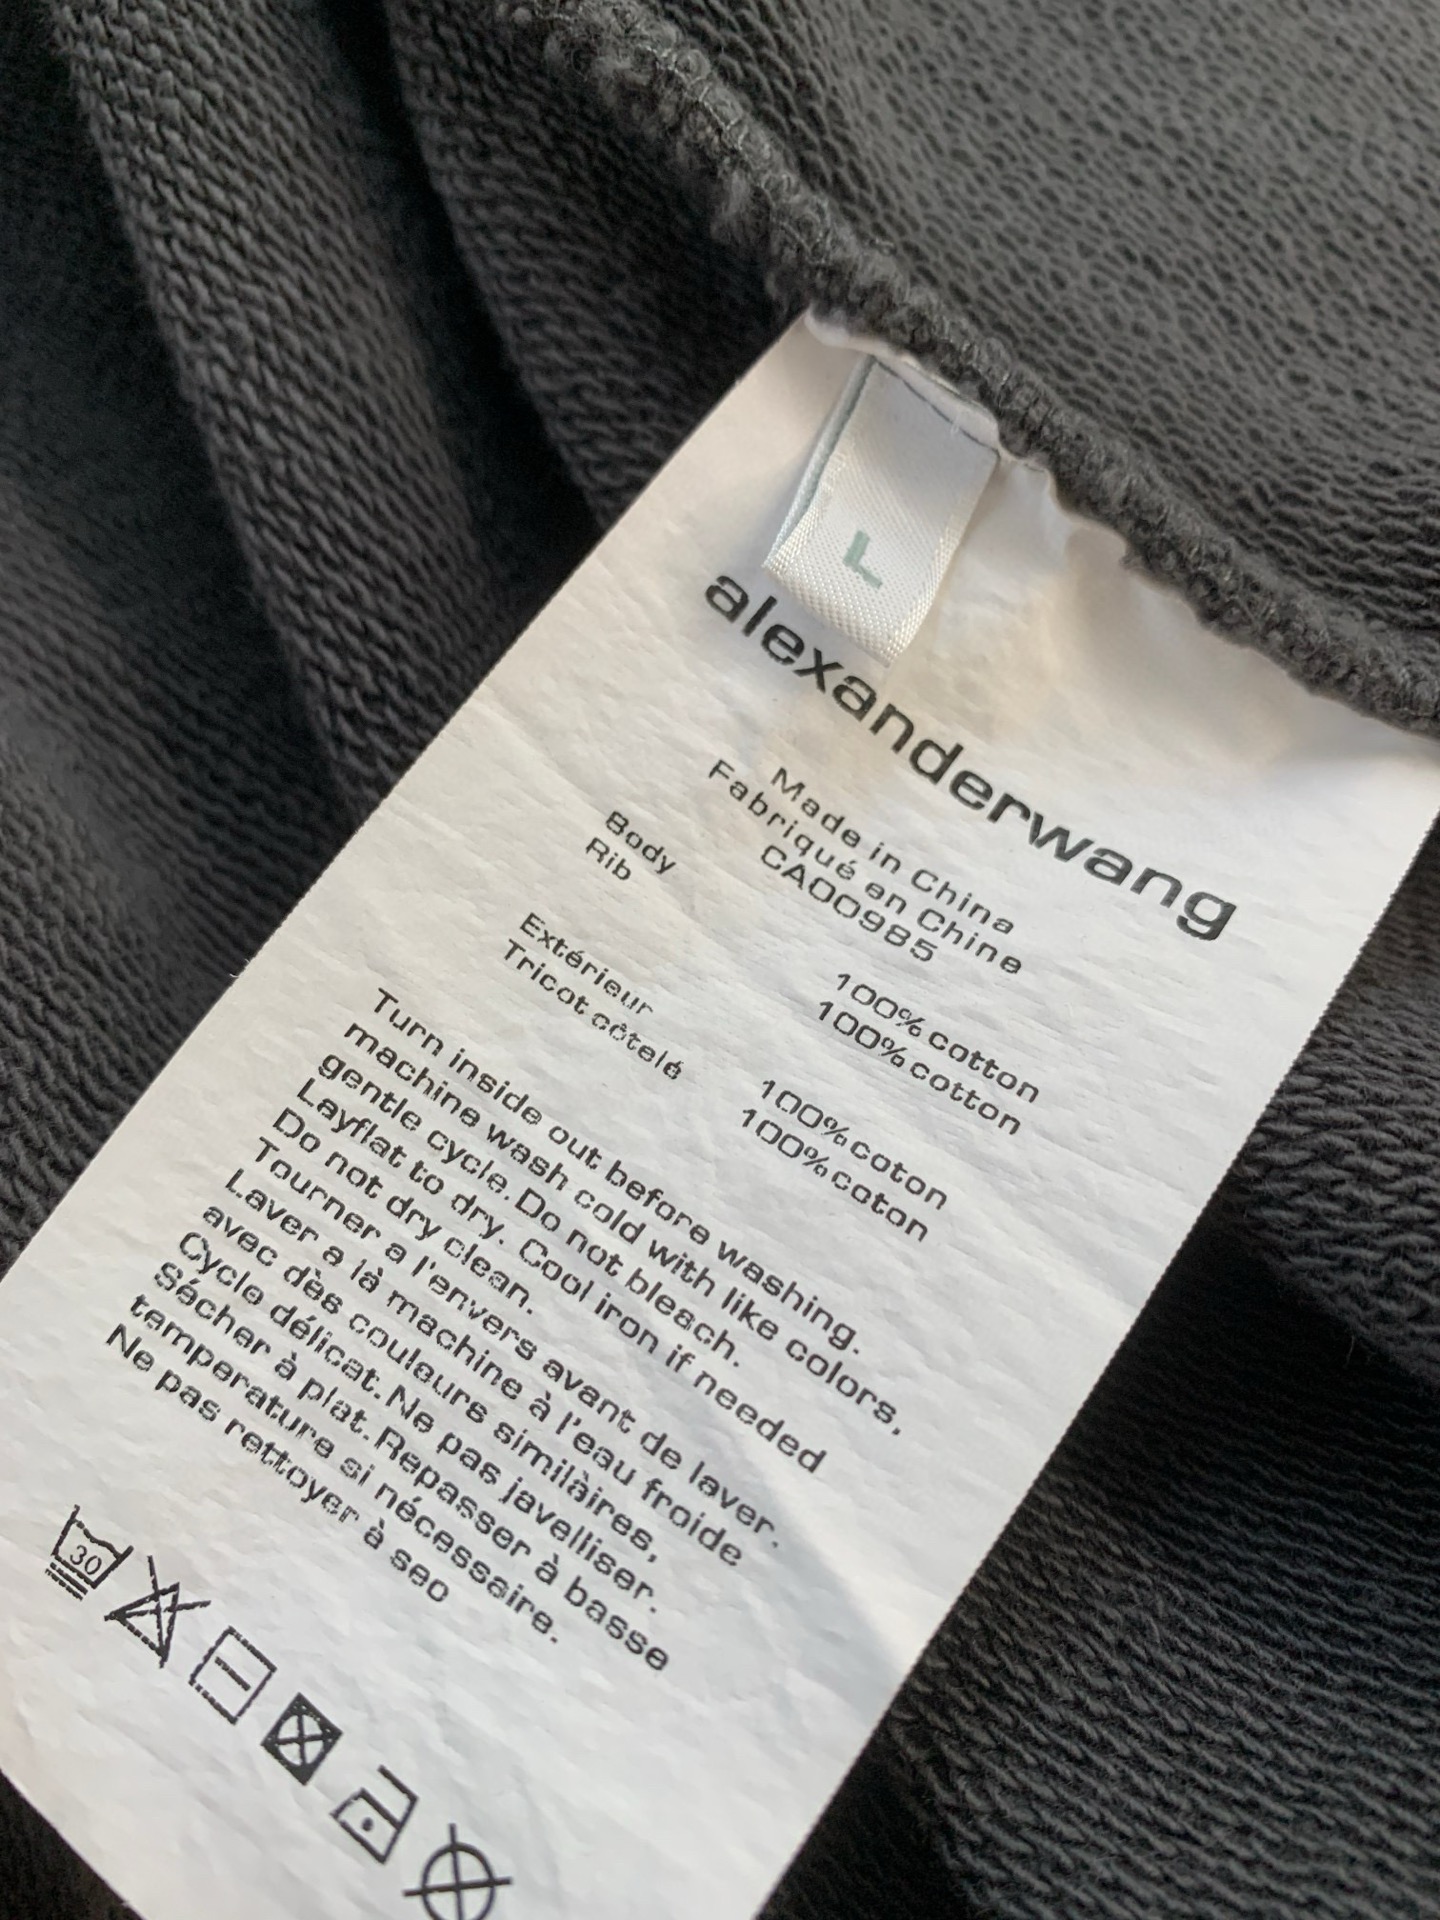 L
alexanderwang
Made in China
Fabriqué en Chine
CA00985
Body 100% cotton
Rib 100% cotton
Extérieur 100% coton
Tricot côtelé 100% coton
Turn inside out before washing.
machine wash cold with like colors,
gentle cycle. Do not bleach.
Layflat to dry. Cool iron if needed
Do not dry clean.
Tourner a l'envers avant de laver.
Laver a là machine à l'eau froide
avec dès couleurs similàires,
Cycle délicat. Ne pas javelliser.
Sécher à plat. Repasser à basse
temperature si nécessaire.
Ne pas rettoyer à sec
30